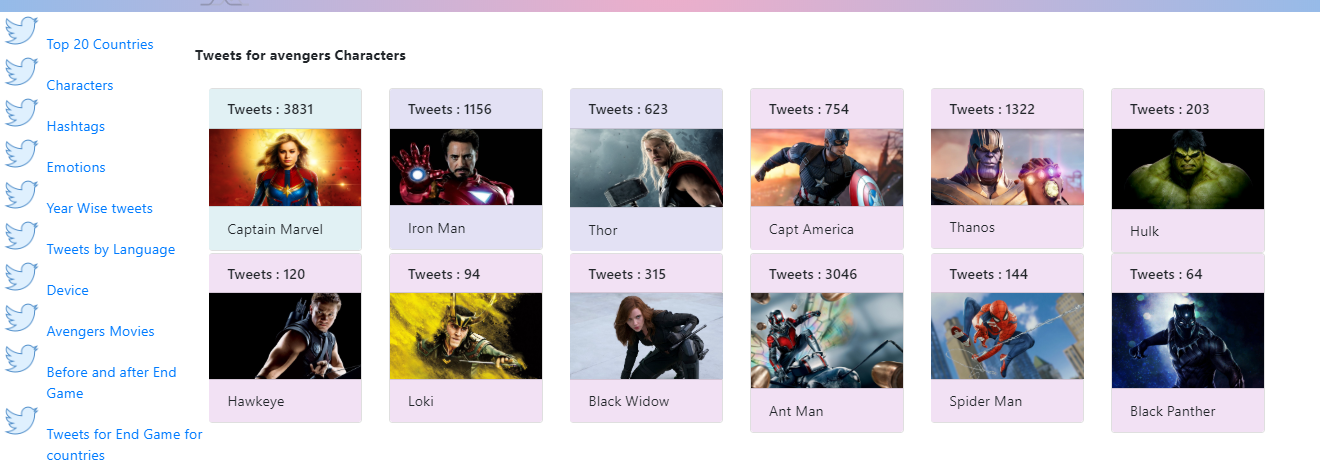 Top 20 Countries
Characters
Hashtags
Emotions
Year Wise tweets
Tweets by Language
Device
Avengers Movies
Before and after End
Game
Tweets for End Game for
countries
Tweets for avengers Characters
Tweets : 3831
Captain Marvel
Tweets : 1156
Iron Man
Tweets : 623
Thor
Tweets : 754
Capt America
Tweets : 1322
Thanos
Tweets : 203
Hulk
Tweets : 120
Hawkeye
Tweets : 94
Loki
Tweets : 315
Black Widow
Tweets : 3046
Ant Man
Tweets : 144
Spider Man
Tweets : 64
Black Panther